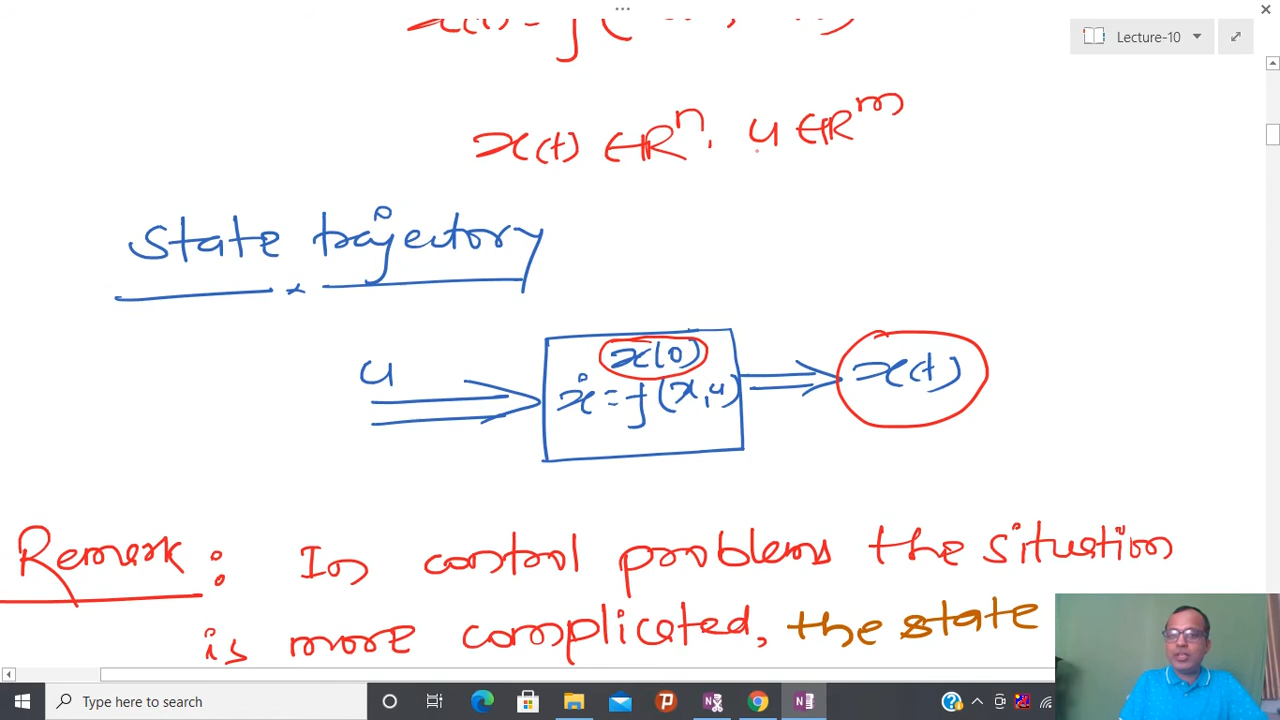 Lecture-10
x(t) ∈ Rⁿ, u ∈ Rᵐ
State trajectory
x(0)
u ẋ = f(x,u) x(t)
Remark: In control problems the situation
is more complicated, the state
Type here to search